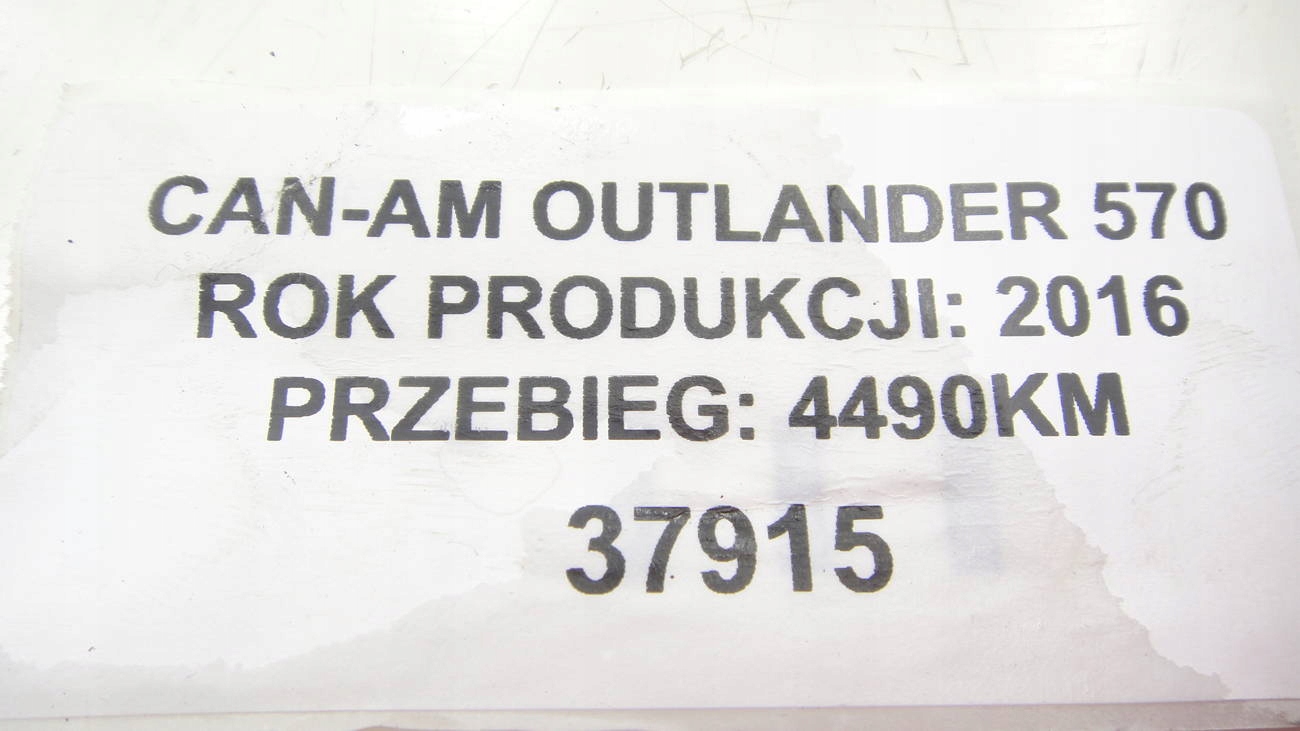 CAN-AM OUTLANDER 570
ROK PRODUKCJI: 2016
PRZEBIEG: 4490KM
37915